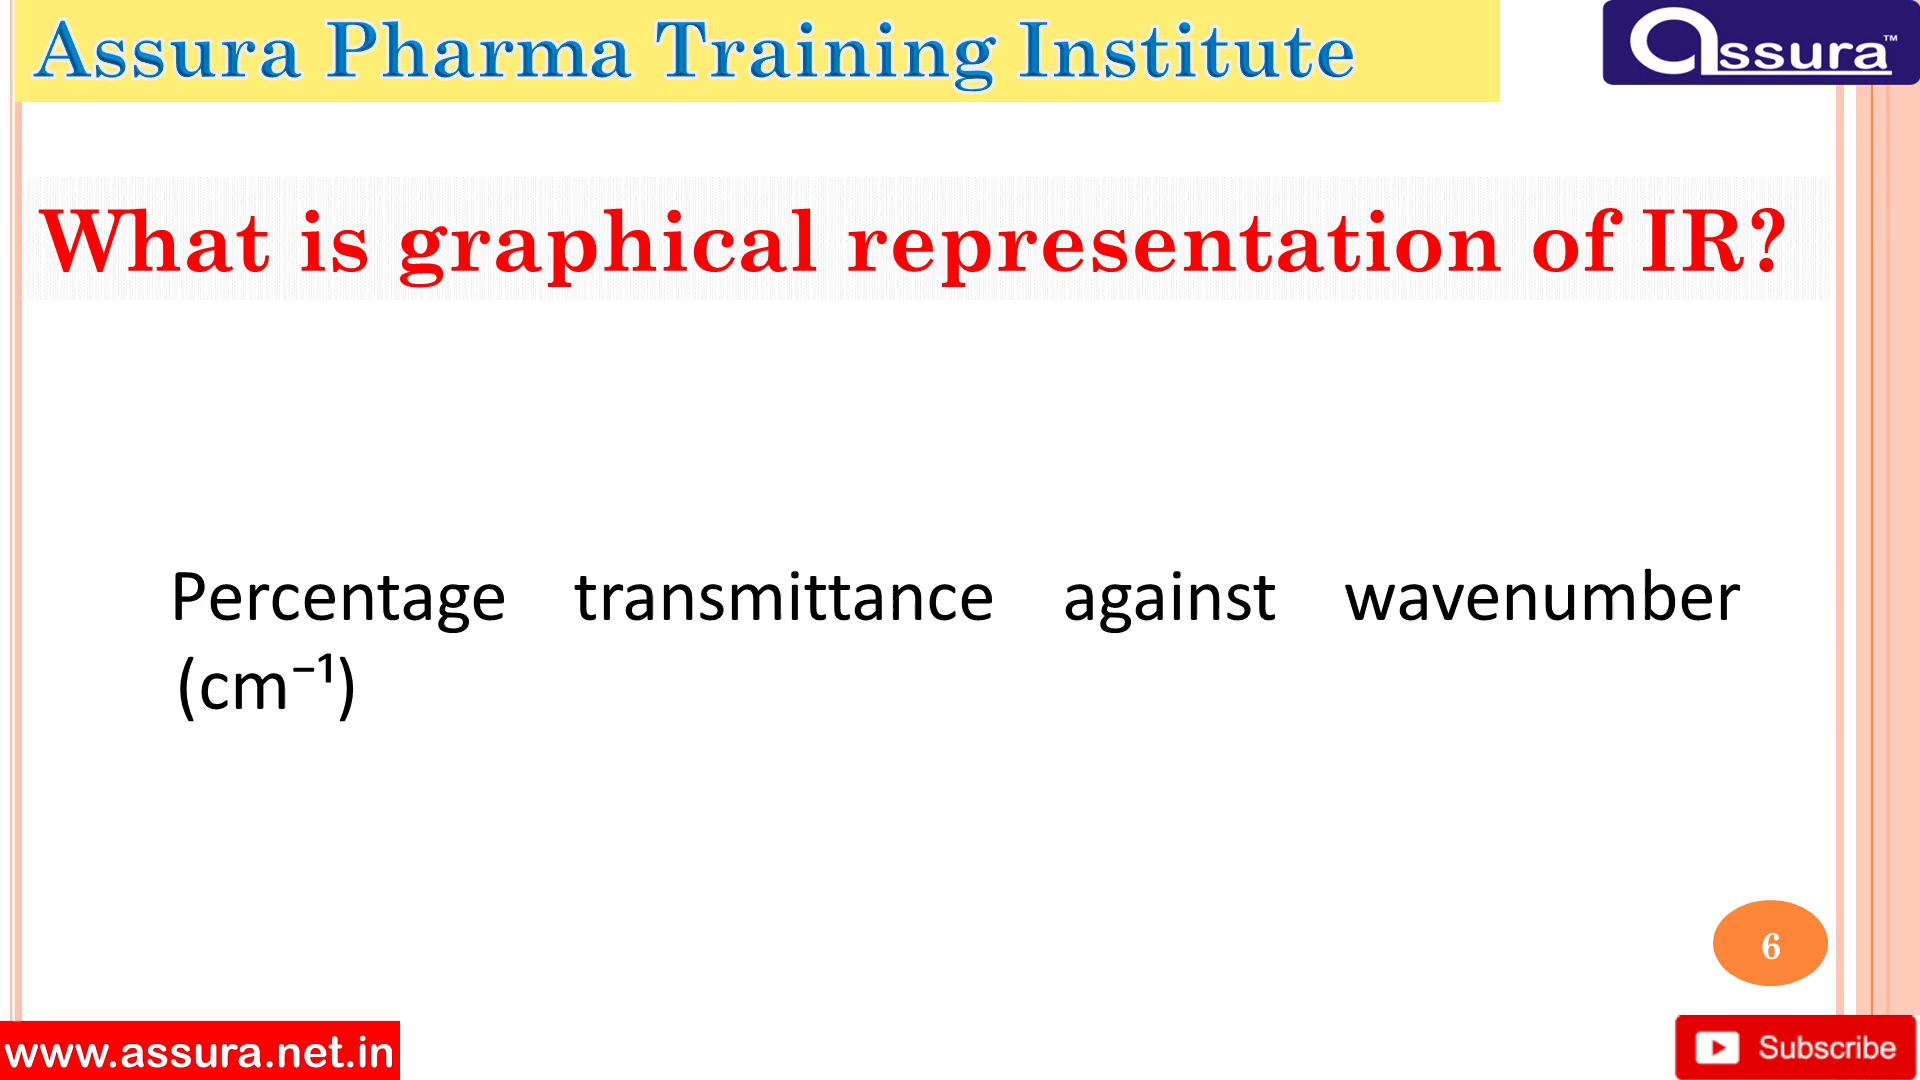 Assura Pharma Training Institute
assura™
What is graphical representation of IR?
Percentage transmittance against wavenumber
(cm⁻¹)
6
www.assura.net.in
Subscribe